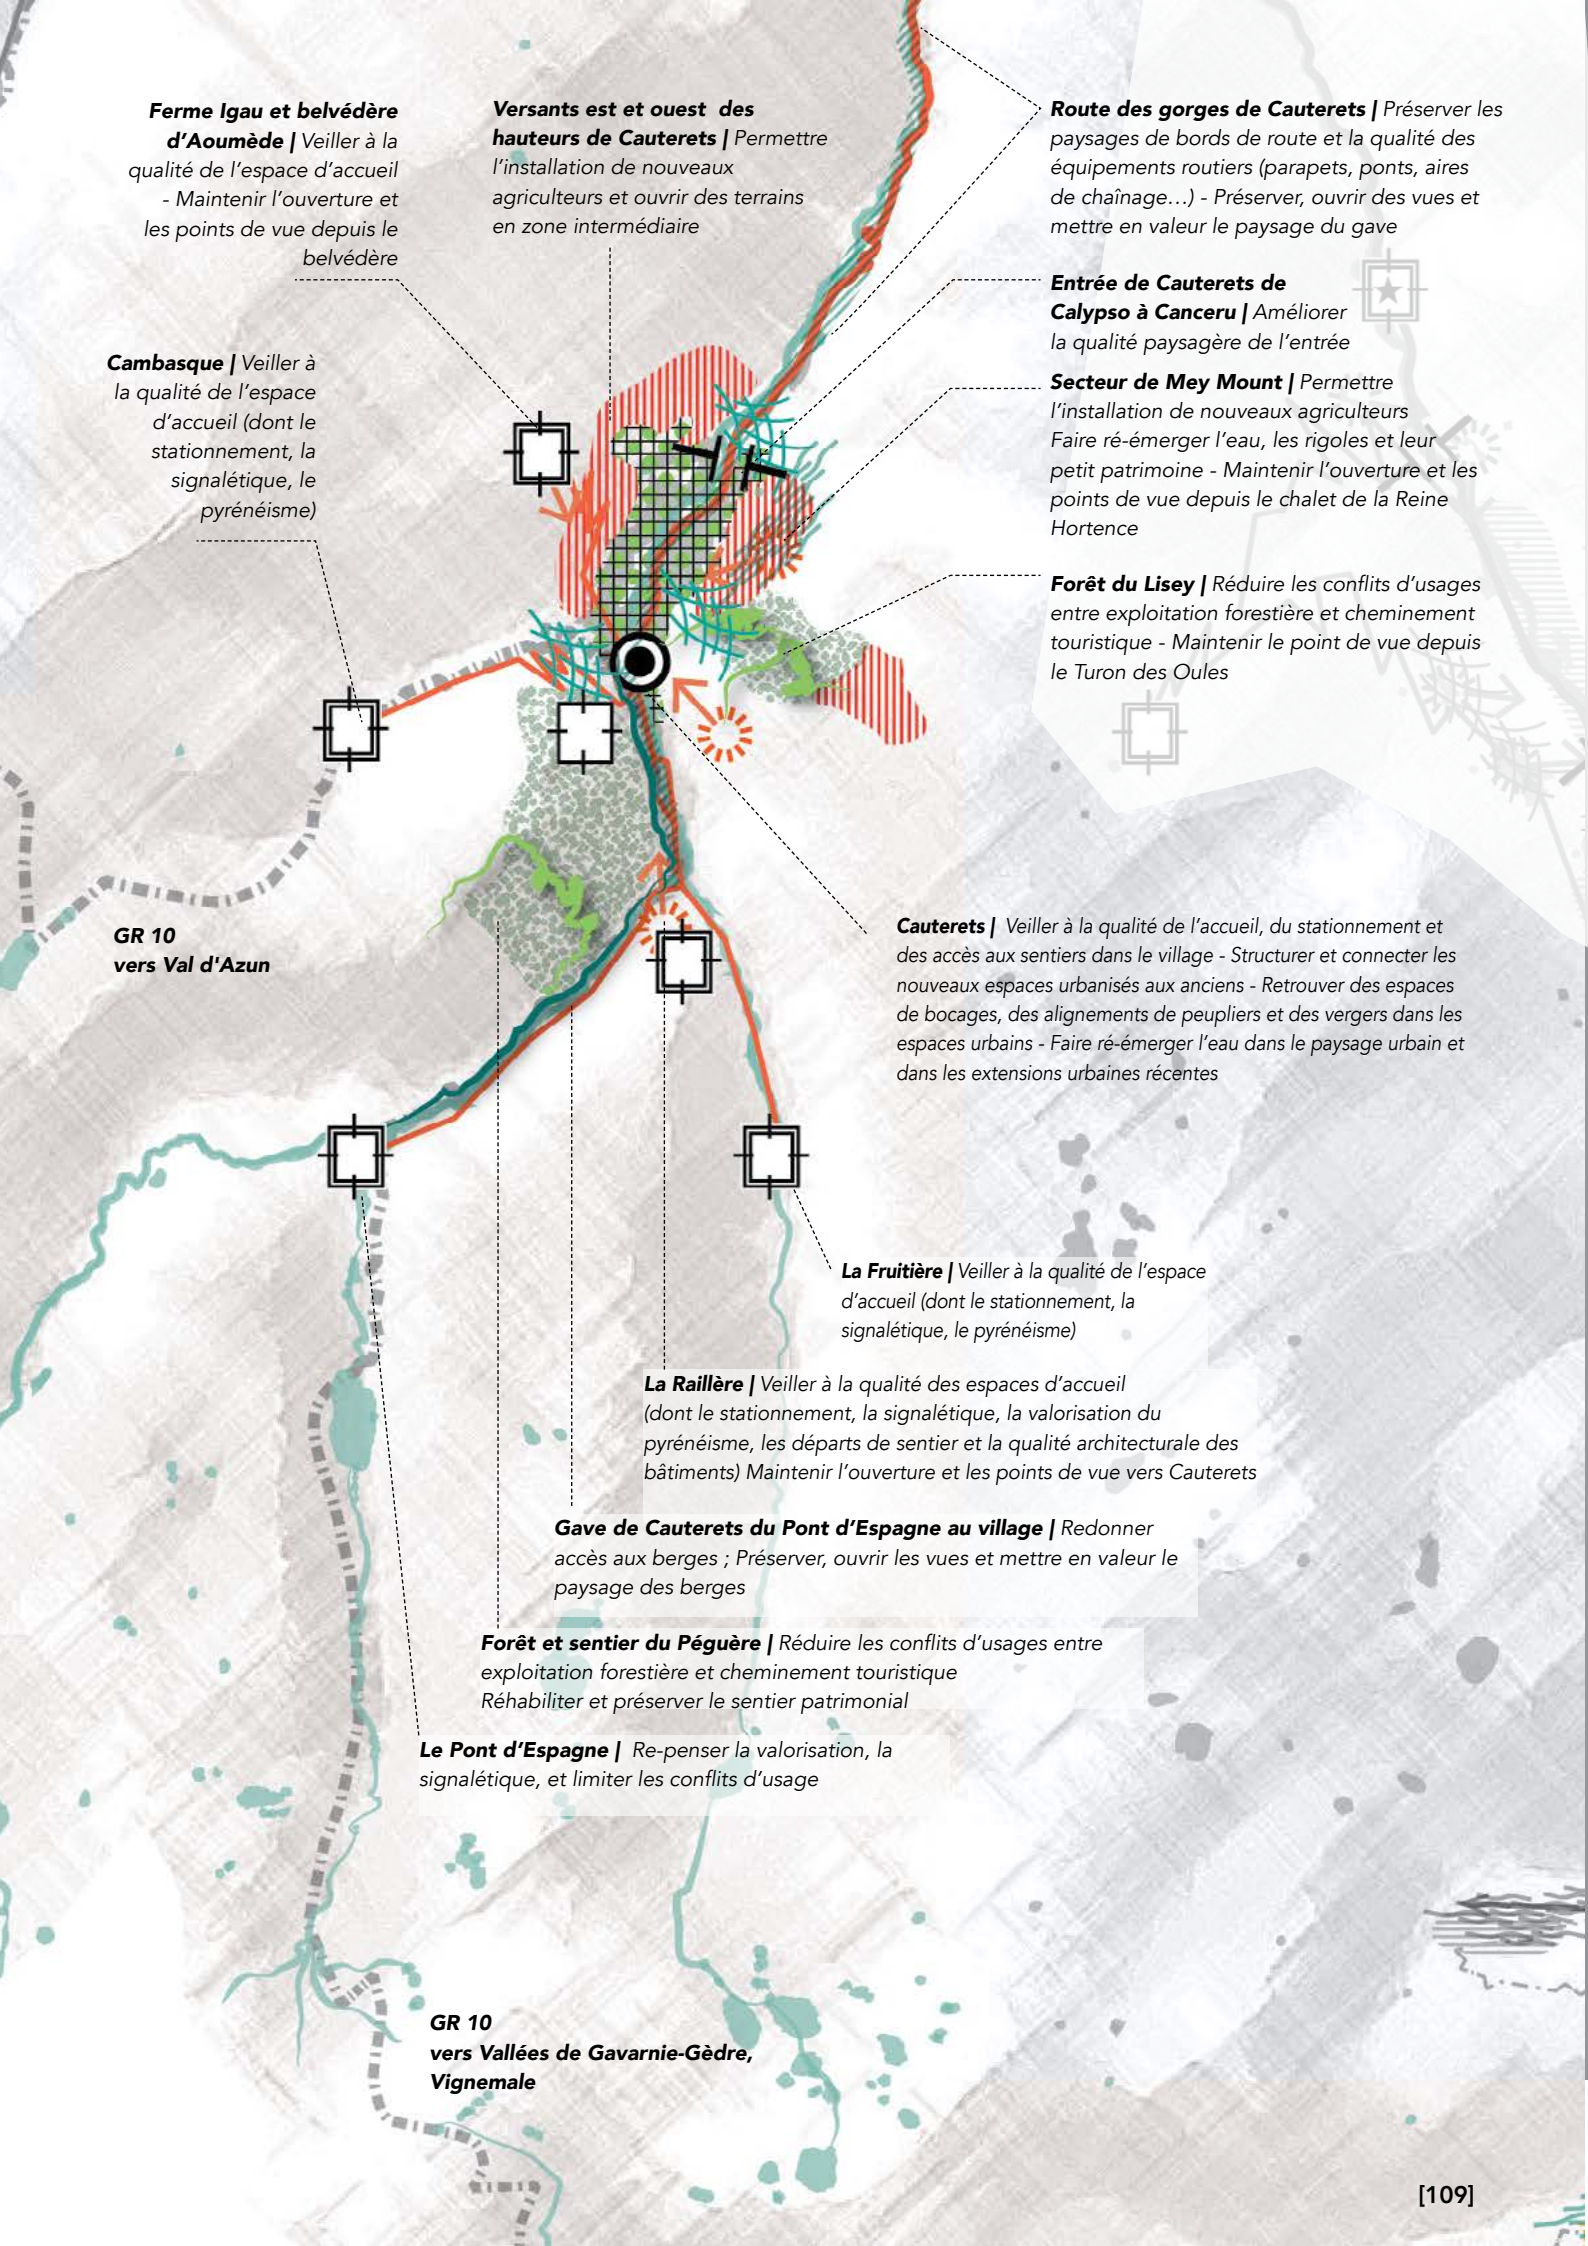 Ferme Igau et belvédère
d’Aoumède | Veiller à la
qualité de l’espace d’accueil
- Maintenir l’ouverture et
les points de vue depuis le
belvédère
Versants est et ouest des
hauteurs de Cauterets | Permettre
l’installation de nouveaux
agriculteurs et ouvrir des terrains
en zone intermédiaire
Route des gorges de Cauterets | Préserver les
paysages de bords de route et la qualité des
équipements routiers (parapets, ponts, aires
de chaînage…) - Préserver, ouvrir des vues et
mettre en valeur le paysage du gave
Entrée de Cauterets de
Calypso à Canceru | Améliorer
la qualité paysagère de l’entrée
Cambasque | Veiller à
la qualité de l’espace
d’accueil (dont le
stationnement, la
signalétique, le
pyrénéisme)
Secteur de Mey Mount | Permettre
l’installation de nouveaux agriculteurs
Faire ré-émerger l’eau, les rigoles et leur
petit patrimoine - Maintenir l’ouverture et les
points de vue depuis le chalet de la Reine
Hortence
Forêt du Lisey | Réduire les conflits d’usages
entre exploitation forestière et cheminement
touristique - Maintenir le point de vue depuis
le Turon des Oules
GR 10
vers Val d'Azun
Cauterets | Veiller à la qualité de l’accueil, du stationnement et
des accès aux sentiers dans le village - Structurer et connecter les
nouveaux espaces urbanisés aux anciens - Retrouver des espaces
de bocages, des alignements de peupliers et des vergers dans les
espaces urbains - Faire ré-émerger l’eau dans le paysage urbain et
dans les extensions urbaines récentes
La Fruitière | Veiller à la qualité de l’espace
d’accueil (dont le stationnement, la
signalétique, le pyrénéisme)
La Raillère | Veiller à la qualité des espaces d’accueil
(dont le stationnement, la signalétique, la valorisation du
pyrénéisme, les départs de sentier et la qualité architecturale des
bâtiments) Maintenir l’ouverture et les points de vue vers Cauterets
Gave de Cauterets du Pont d’Espagne au village | Redonner
accès aux berges ; Préserver, ouvrir les vues et mettre en valeur le
paysage des berges
Forêt et sentier du Péguère | Réduire les conflits d’usages entre
exploitation forestière et cheminement touristique
Réhabiliter et préserver le sentier patrimonial
Le Pont d’Espagne | Re-penser la valorisation, la
signalétique, et limiter les conflits d’usage
GR 10
vers Vallées de Gavarnie-Gèdre,
Vignemale
[109]